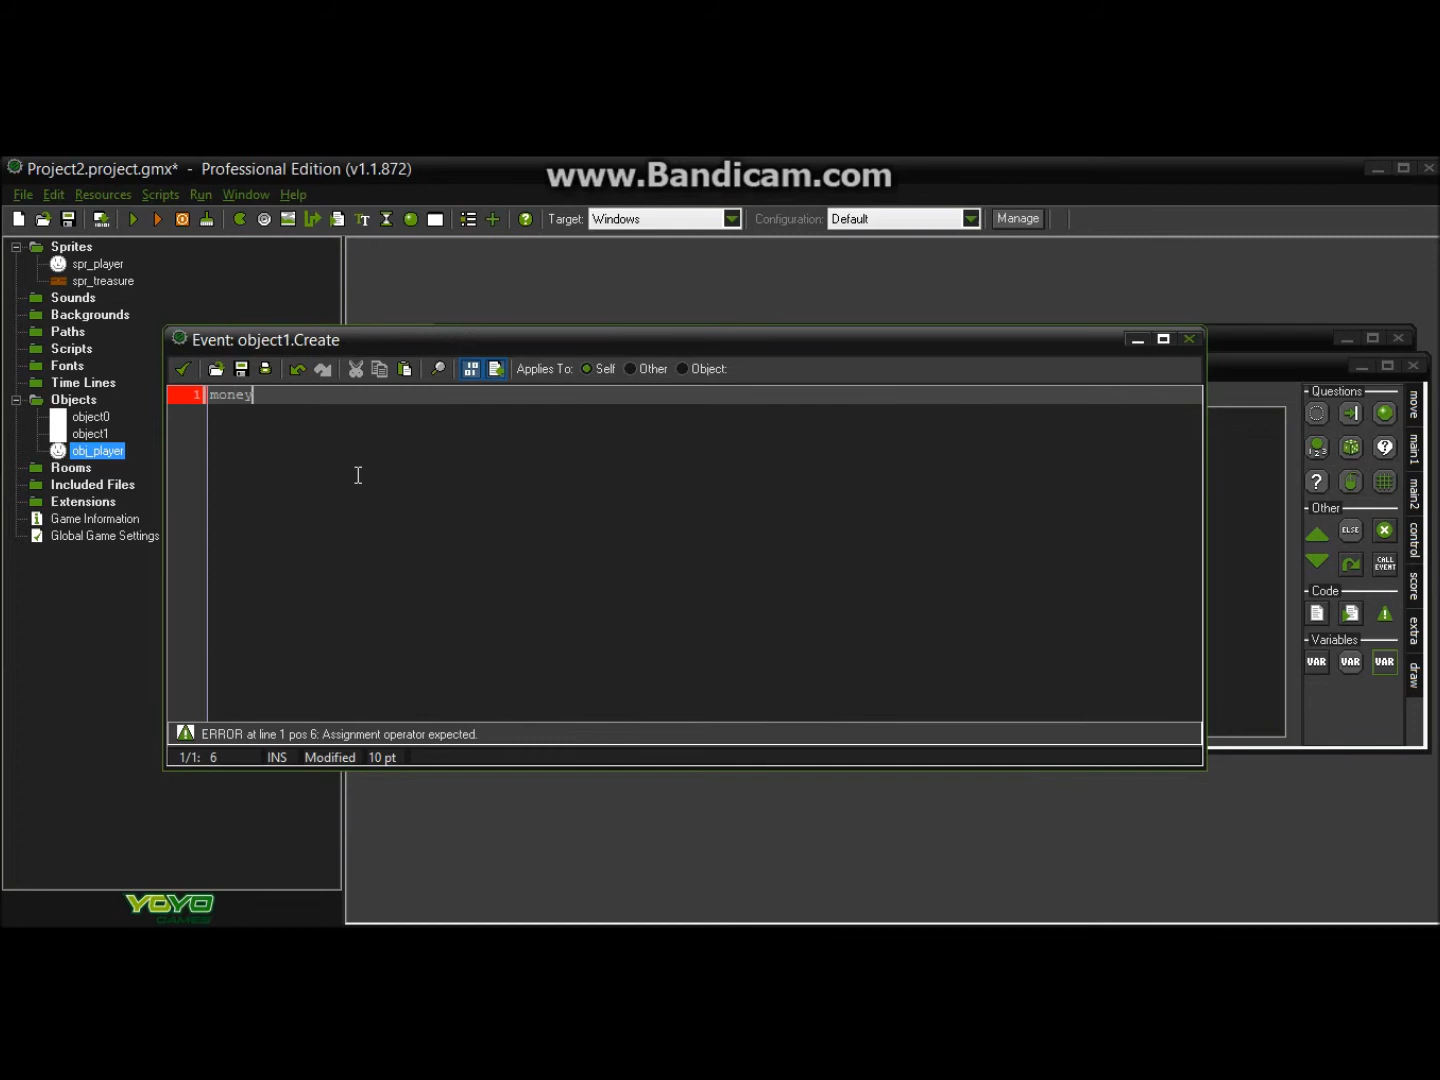 Project2.project.gmx* - Professional Edition (v1.1.872)
www.Bandicam.com
File Edit Resources Scripts Run Window Help
Target: Windows Configuration: Default Manage
Sprites
spr_player
spr_treasure
Sounds
Backgrounds
Paths
Scripts
Fonts
Time Lines
Objects
object0
object1
obj_player
Rooms
Included Files
Extensions
Game Information
Global Game Settings
YOYO
GAMES
Event: object1.Create
Applies To: Self Other Object:
1 money
ERROR at line 1 pos 6: Assignment operator expected.
1/1: 6 INS Modified 10 pt
Questions
Other
ELSE
CALL
EVENT
Code
Variables
VAR VAR VAR
move
main1
main2
control
score
extra
draw